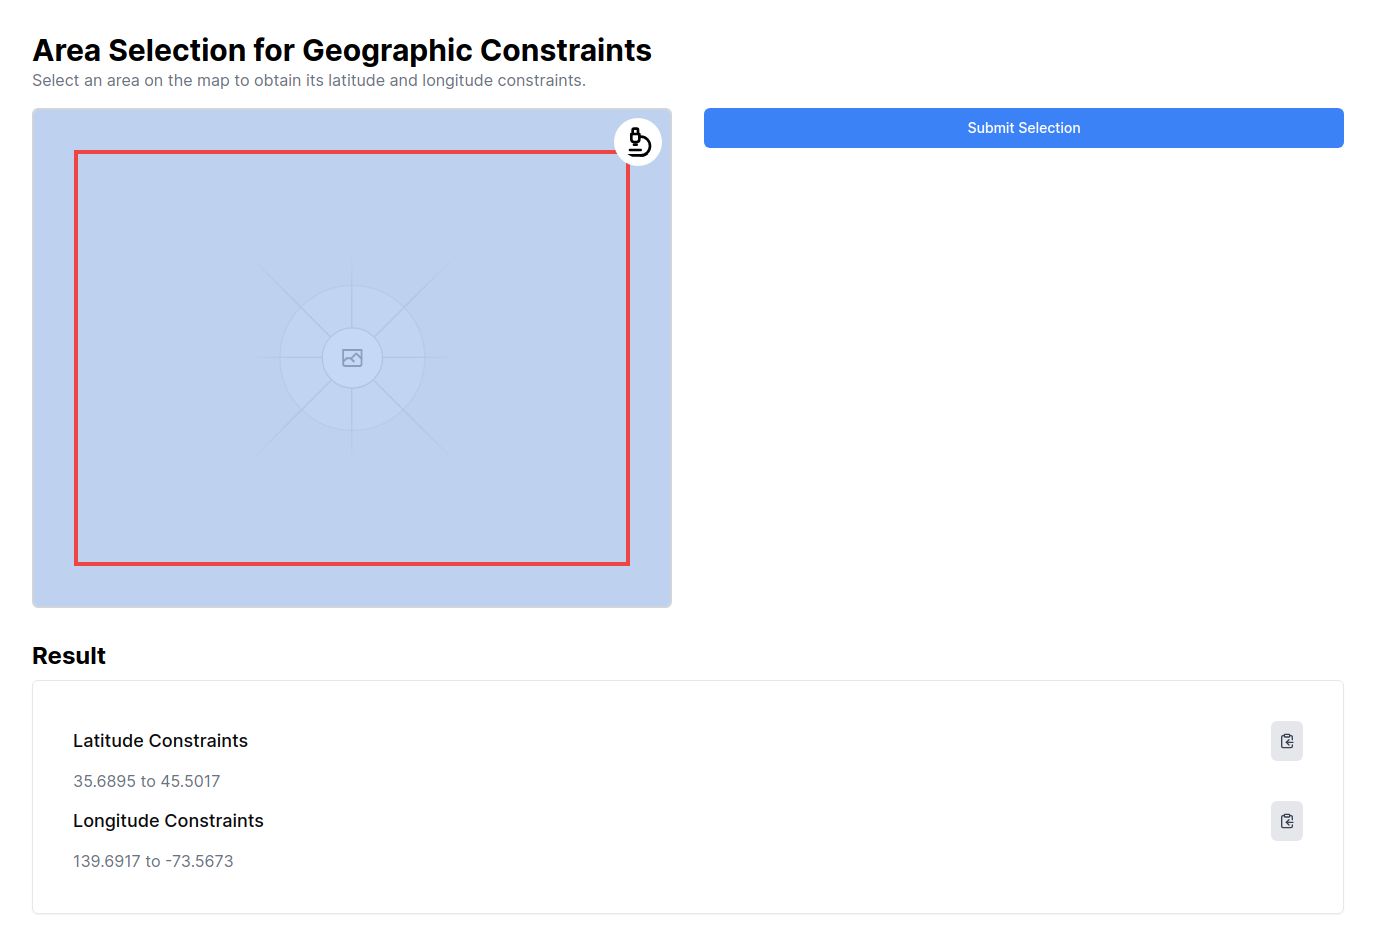 Area Selection for Geographic Constraints
Select an area on the map to obtain its latitude and longitude constraints.
Submit Selection
Result
Latitude Constraints
35.6895 to 45.5017
Longitude Constraints
139.6917 to -73.5673